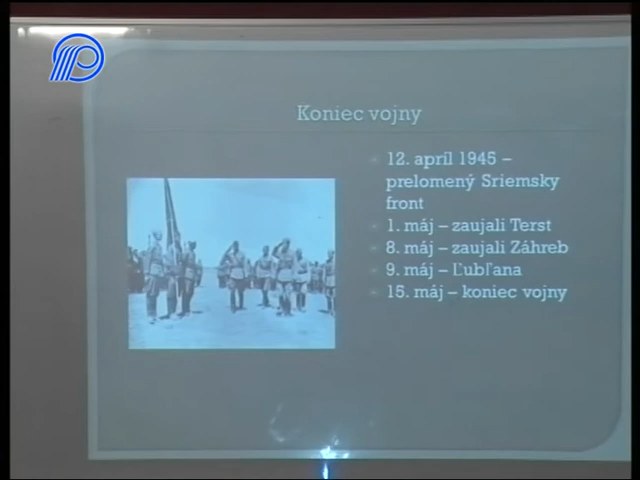 Koniec vojny
12. apríl 1945 –
prelomený Sriemsky
front
1. máj – zaujali Terst
8. máj – zaujali Záhreb
9. máj – Ľubľana
15. máj – koniec vojny